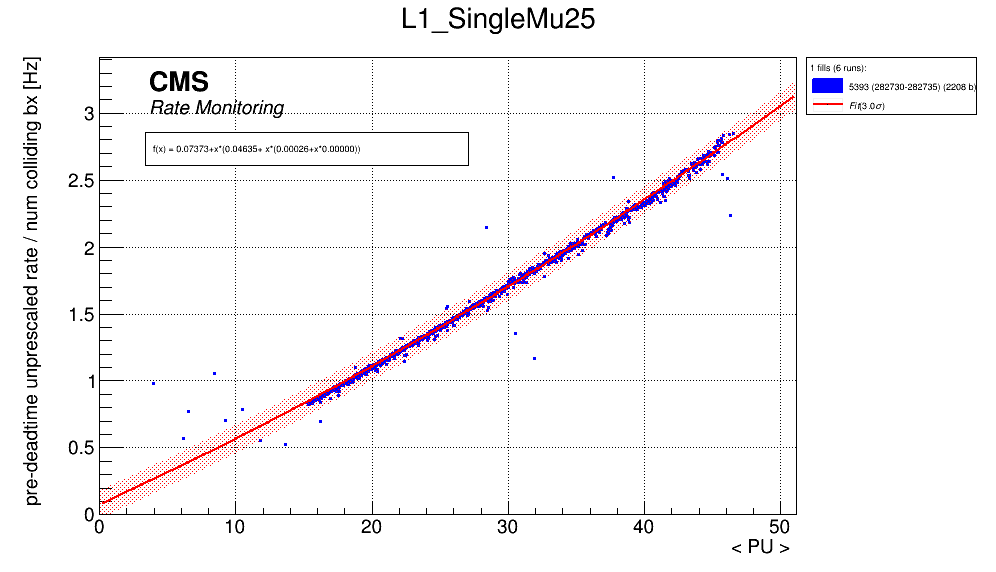 L1_SingleMu25
pre-deadtime unprescaled rate / num colliding bx [Hz]
CMS
Rate Monitoring
f(x) = 0.07373+x*(0.04635+ x*(0.00026+x*0.00000))
1 fills (6 runs):
5393 (282730-282735) (2208 b)
Fit(3.0σ)
3
2.5
2
1.5
1
0.5
0
0 10 20 30 40 50
< PU >